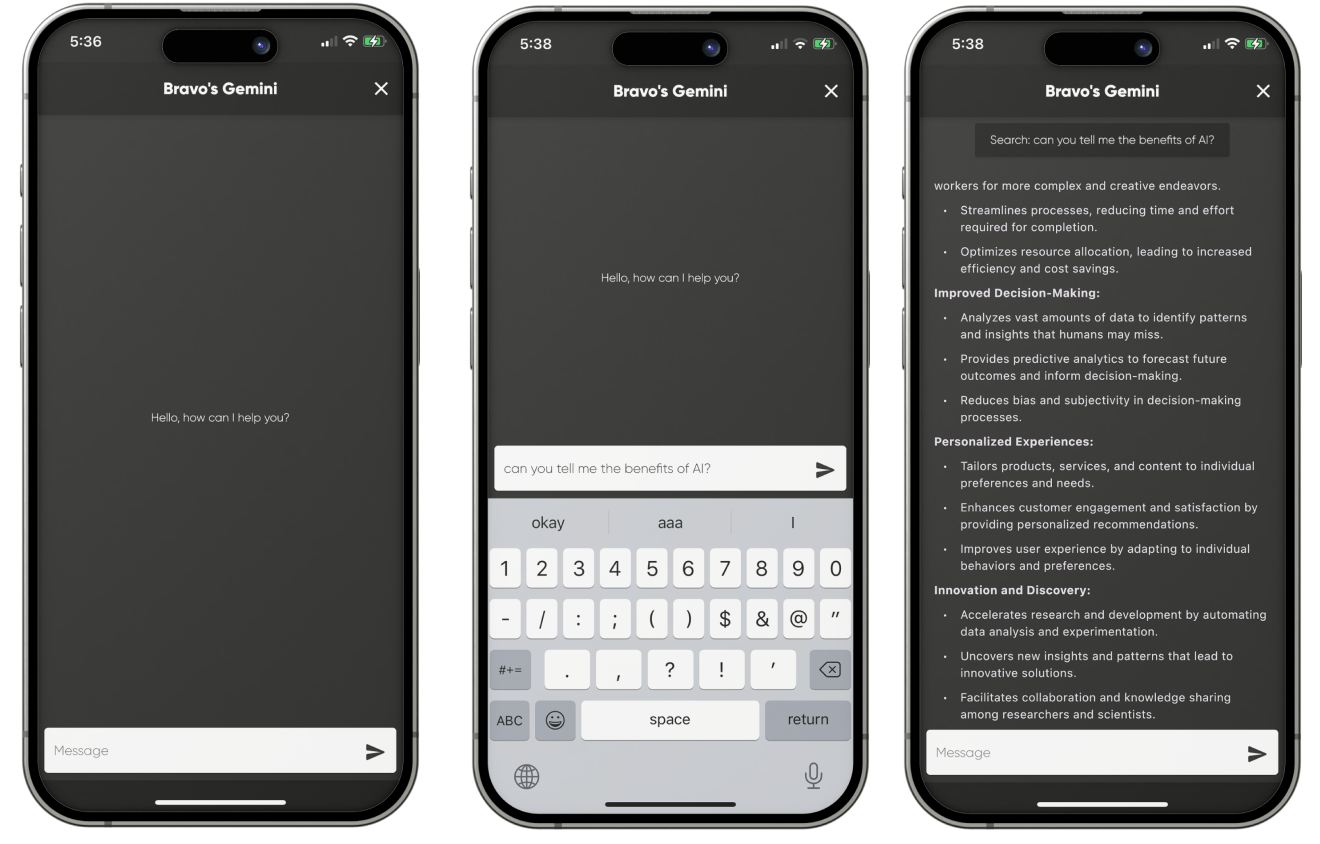 5:36
Bravo's Gemini
Hello, how can I help you?
Message
5:38
Bravo's Gemini
Hello, how can I help you?
can you tell me the benefits of AI?
okay
aaa
I
1 2 3 4 5 6 7 8 9 0
- / : ; ( ) $ & @ "
#+= . , ? ! '
ABC space return
5:38
Bravo's Gemini
Search: can you tell me the benefits of AI?
workers for more complex and creative endeavors.
• Streamlines processes, reducing time and effort
required for completion.
• Optimizes resource allocation, leading to increased
efficiency and cost savings.
Improved Decision-Making:
• Analyzes vast amounts of data to identify patterns
and insights that humans may miss.
• Provides predictive analytics to forecast future
outcomes and inform decision-making.
• Reduces bias and subjectivity in decision-making
processes.
Personalized Experiences:
• Tailors products, services, and content to individual
preferences and needs.
• Enhances customer engagement and satisfaction by
providing personalized recommendations.
• Improves user experience by adapting to individual
behaviors and preferences.
Innovation and Discovery:
• Accelerates research and development by automating
data analysis and experimentation.
• Uncovers new insights and patterns that lead to
innovative solutions.
• Facilitates collaboration and knowledge sharing
among researchers and scientists.
Message